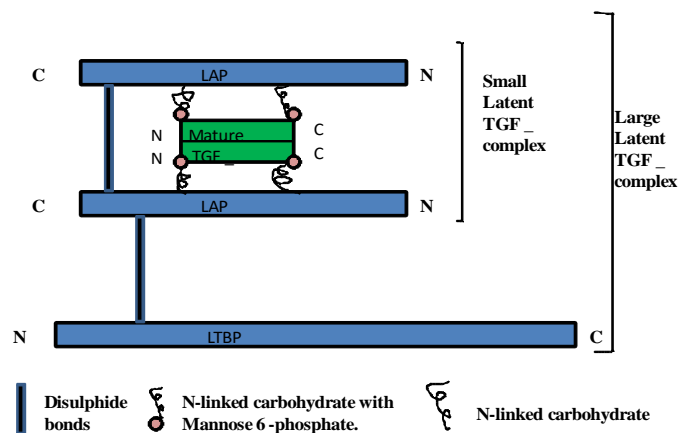 C LAP N
N Mature C
N TGF_ C
C LAP N
Small
Latent
TGF _
complex
Large
Latent
TGF _
complex
N LTBP C
Disulphide
bonds
N-linked carbohydrate with
Mannose 6-phosphate.
N-linked carbohydrate